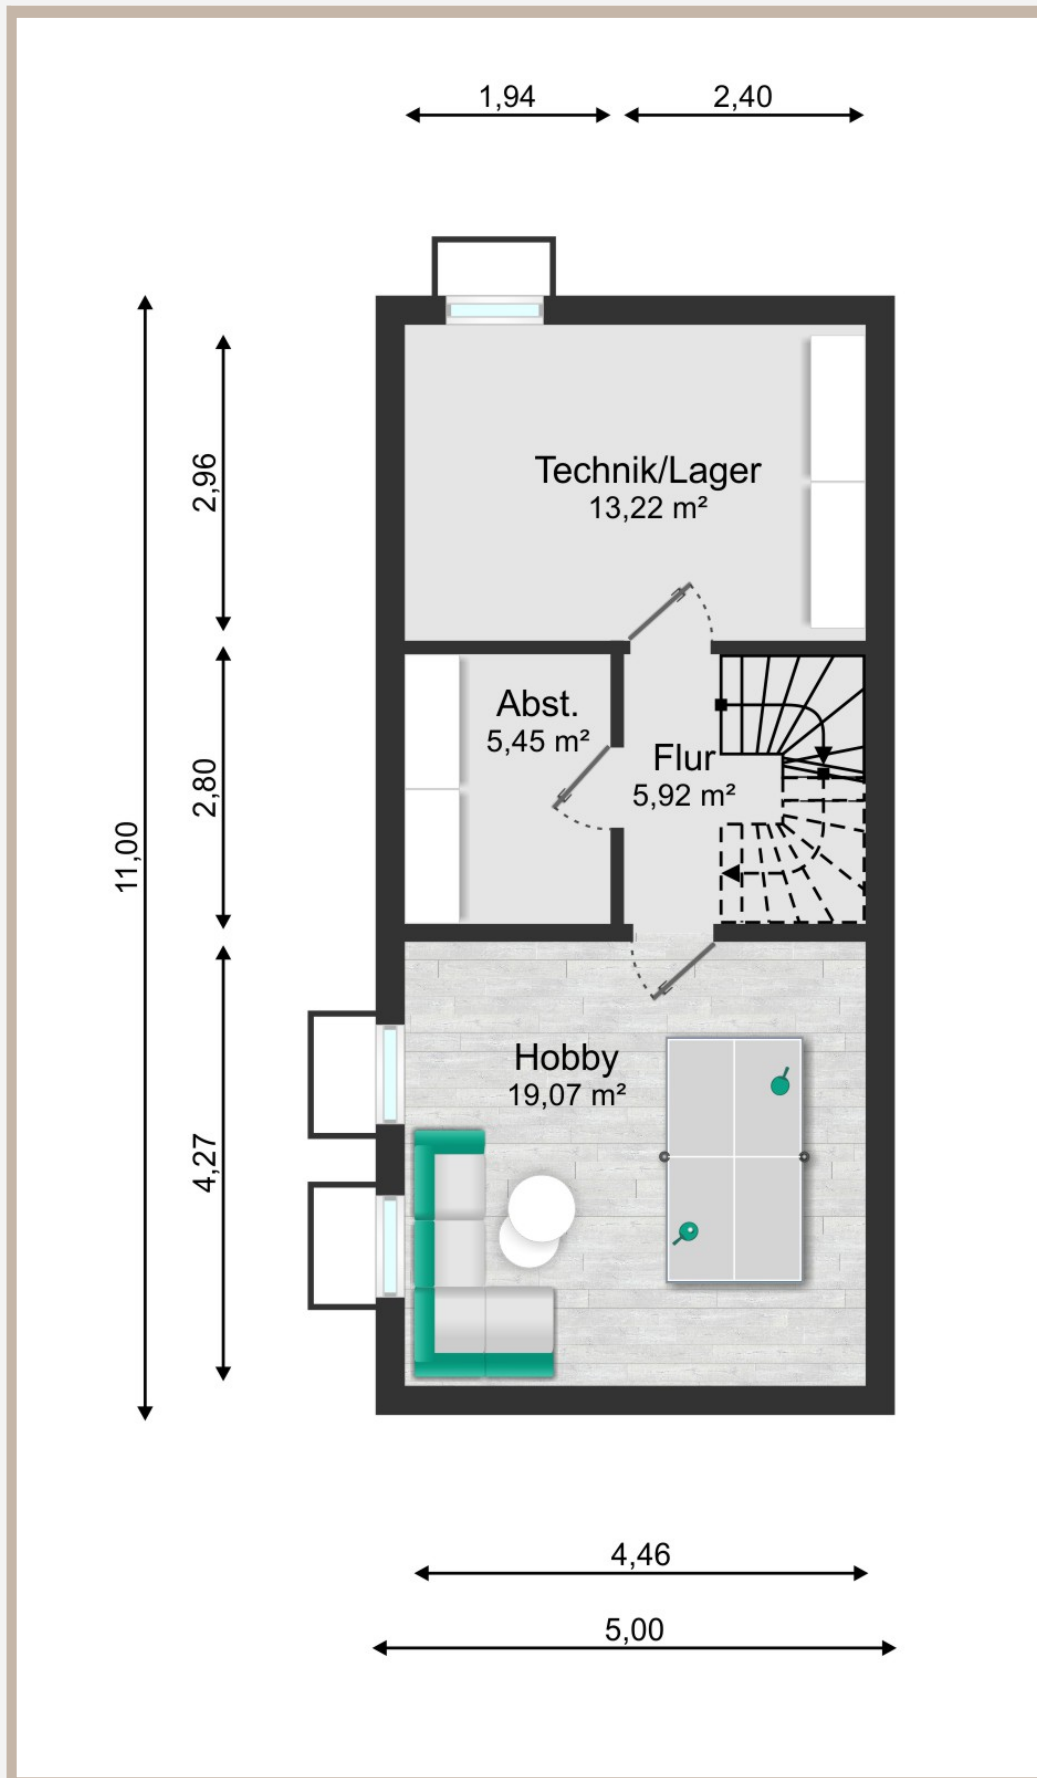 1,94
2,40
2,96
Technik/Lager
13,22 m²
2,80
Abst.
5,45 m²
Flur
5,92 m²
11,00
4,27
Hobby
19,07 m²
4,46
5,00